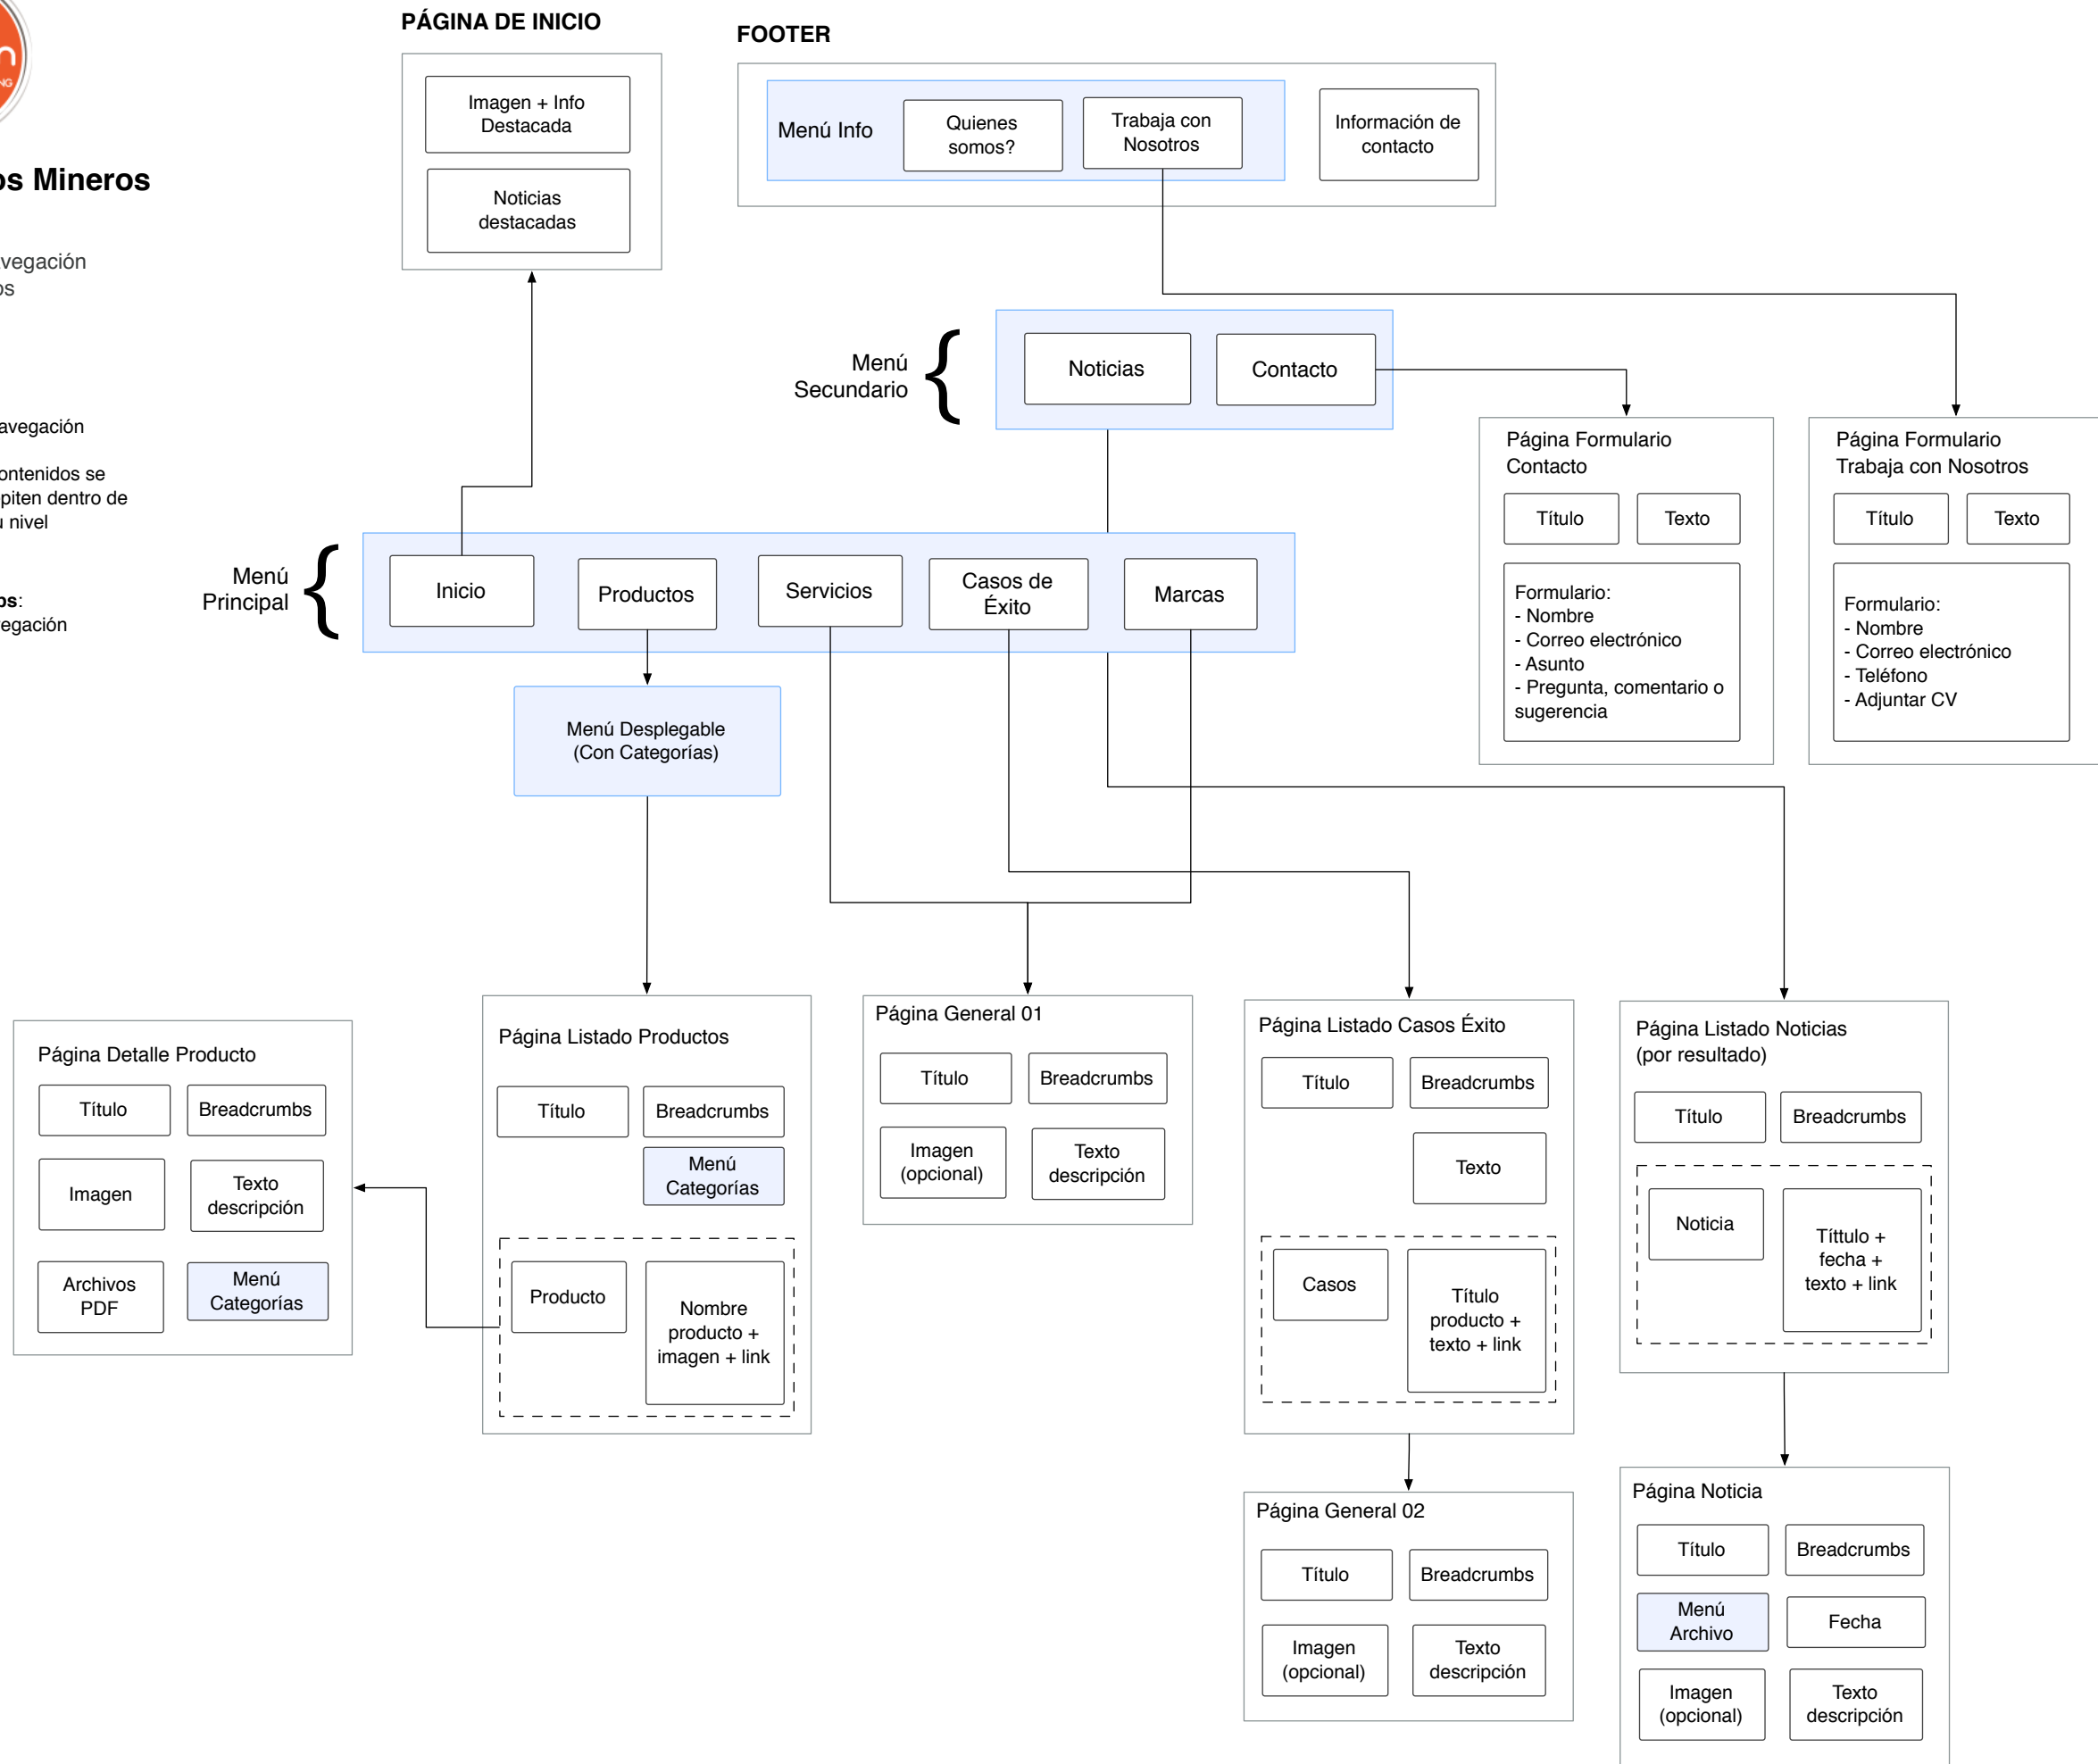 PÁGINA DE INICIO
Imagen + Info
Destacada
Noticias
destacadas
FOOTER
Menú Info
Quienes
somos?
Trabaja con
Nosotros
Información de
contacto
Mineros
ontenidos se
piten dentro de
nivel
Menú
Secundario
Noticias
Contacto
Menú
Principal
Inicio
Productos
Servicios
Casos de
Éxito
Marcas
Menú Desplegable
(Con Categorías)
Página Formulario
Contacto
Título
Texto
Formulario:
- Nombre
- Correo electrónico
- Asunto
- Pregunta, comentario o
sugerencia
Página Formulario
Trabaja con Nosotros
Título
Texto
Formulario:
- Nombre
- Correo electrónico
- Teléfono
- Adjuntar CV
Página Detalle Producto
Título
Breadcrumbs
Imagen
Texto
descripción
Archivos
PDF
Menú
Categorías
Página Listado Productos
Título
Breadcrumbs
Menú
Categorías
Producto
Nombre
producto +
imagen + link
Página General 01
Título
Breadcrumbs
Imagen
(opcional)
Texto
descripción
Página Listado Casos Éxito
Título
Breadcrumbs
Texto
Casos
Título
producto +
texto + link
Página General 02
Título
Breadcrumbs
Imagen
(opcional)
Texto
descripción
Página Listado Noticias
(por resultado)
Título
Breadcrumbs
Noticia
Títtulo +
fecha +
texto + link
Página Noticia
Título
Breadcrumbs
Menú
Archivo
Fecha
Imagen
(opcional)
Texto
descripción